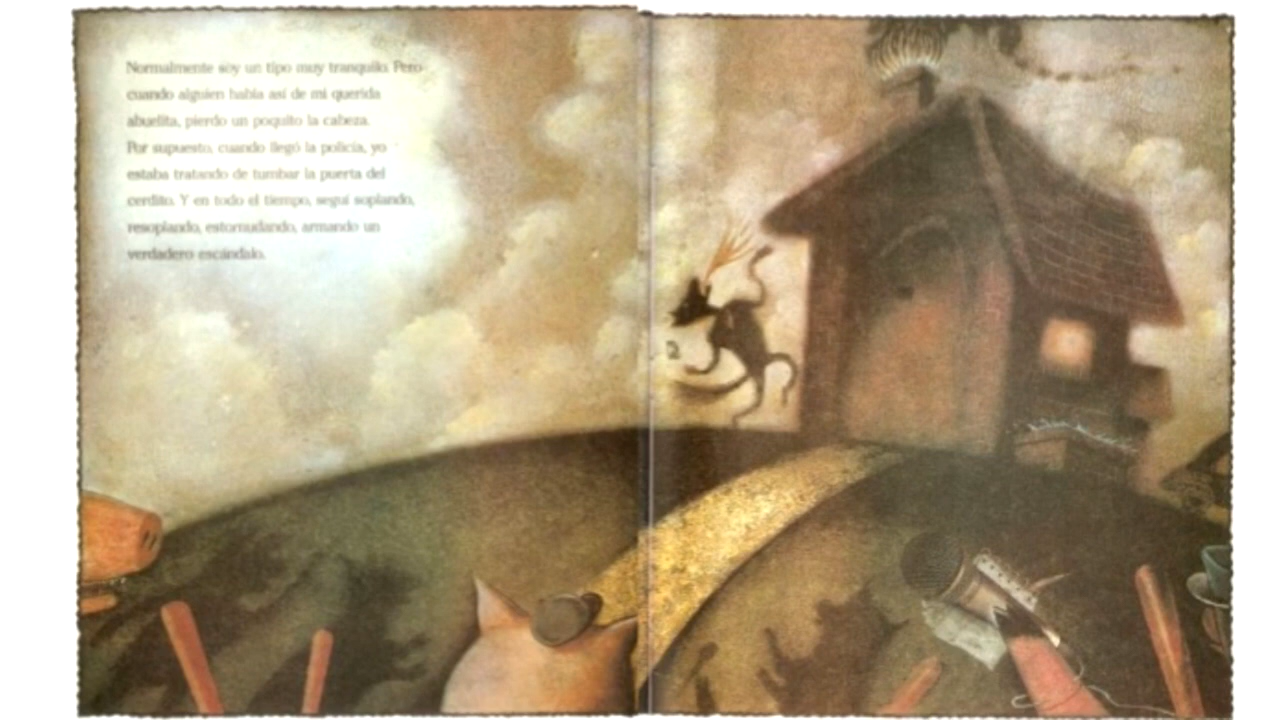 Normalmente soy un tipo muy tranquilo. Pero
cuando alguien habla así de mi querida
abuelita, pierdo un poquito la cabeza.
Por supuesto, cuando llegó la policía, yo
estaba tratando de tumbar la puerta del
cerdito. Y en todo el tiempo, seguí soplando,
resoplando, estornudando, armando un
verdadero escándalo.